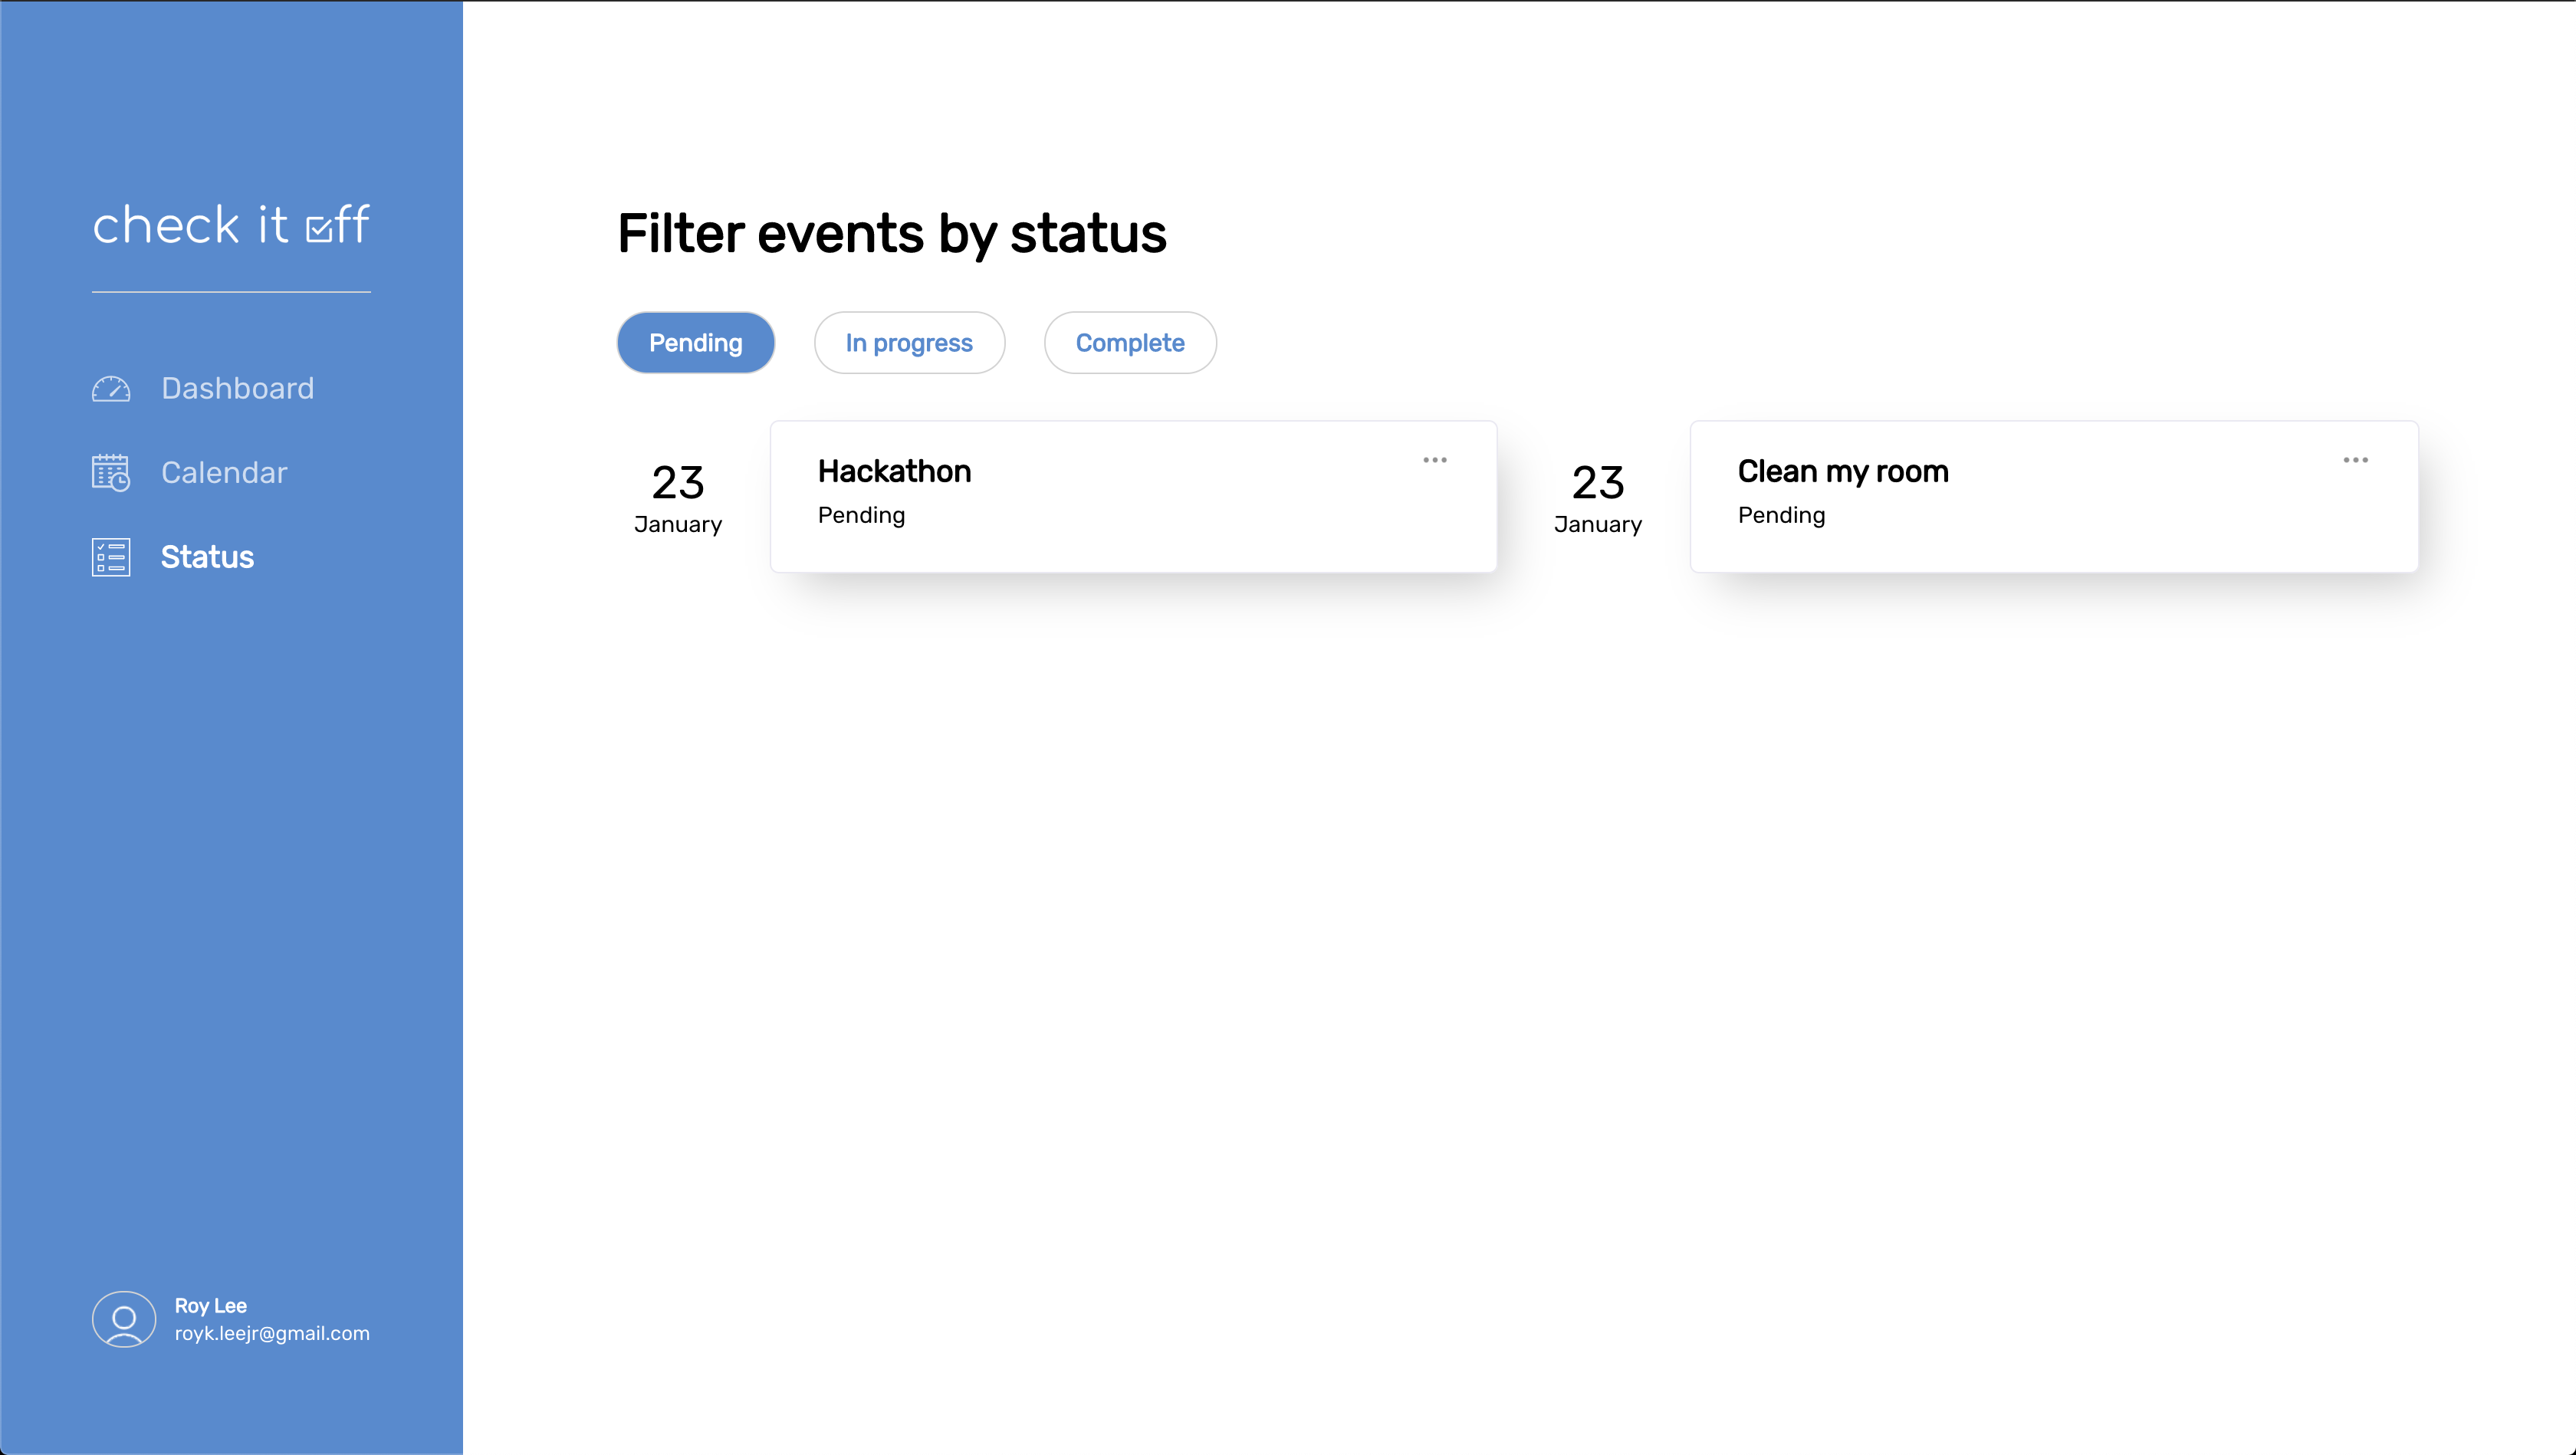 check it off
Dashboard
Calendar
Status
Roy Lee
royk.leejr@gmail.com
Filter events by status
Pending
In progress
Complete
23
January
Hackathon
Pending
23
January
Clean my room
Pending